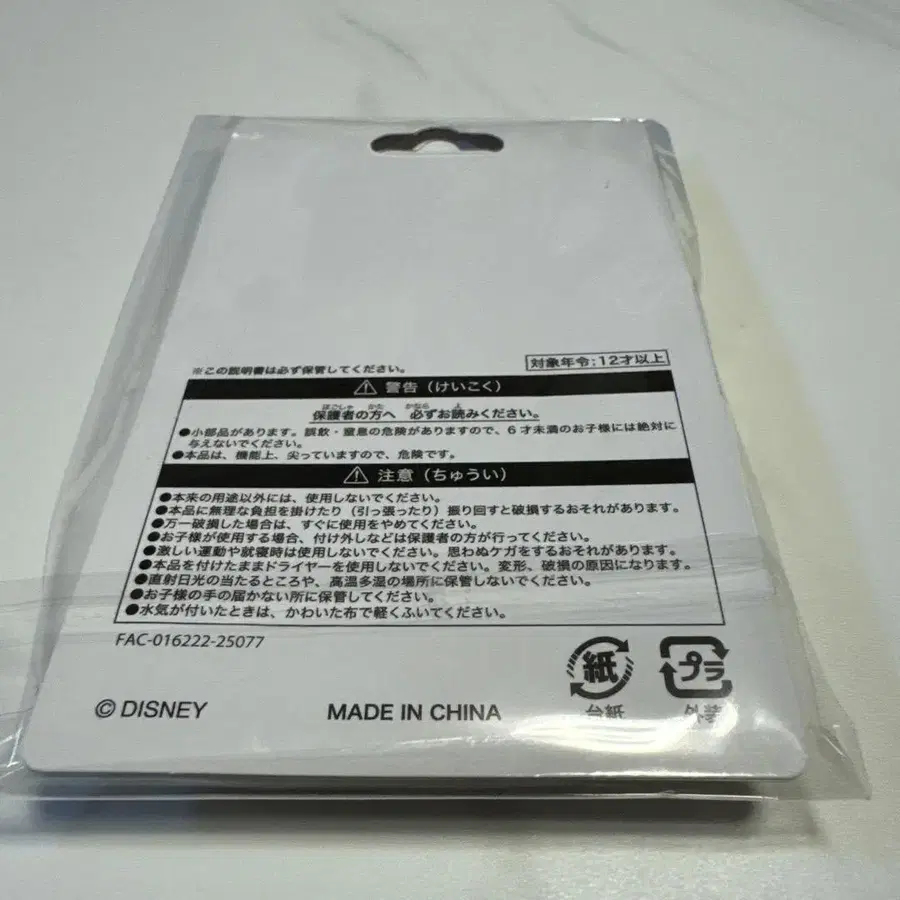 対象年令:12才以上
※この説明書は必ず保管してください。
警告(けいこく)
ほごしゃ かた かなら よ
保護者の方へ 必ずお読みください。
●小部品があります。誤飲・窒息の危険がありますので、6才未満のお子様には絶対に
与えないでください。
●本品は、機能上、尖っていますので、危険です。
注意(ちゅうい)
●本来の用途以外には、使用しないでください。
●本品に無理な負担を掛けたり(引っ張ったり)振り回すと破損するおそれがあります。
●万一破損した場合は、すぐに使用をやめてください。
●お子様が使用する場合、付け外しなどは保護者の方が行ってください。
●激しい運動や就寝時は使用しないでください。思わぬケガをするおそれがあります。
●本品を付けたままドライヤーを使用しないでください。変形、破損の原因になります。
●直射日光の当たるところや、高温多湿の場所に保管しないでください。
●お子様の手の届かない所に保管してください。
●水気が付いたときは、かわいた布で軽くふいてください。
FAC-016222-25077
紙 プラ
台紙 外装
© DISNEY MADE IN CHINA